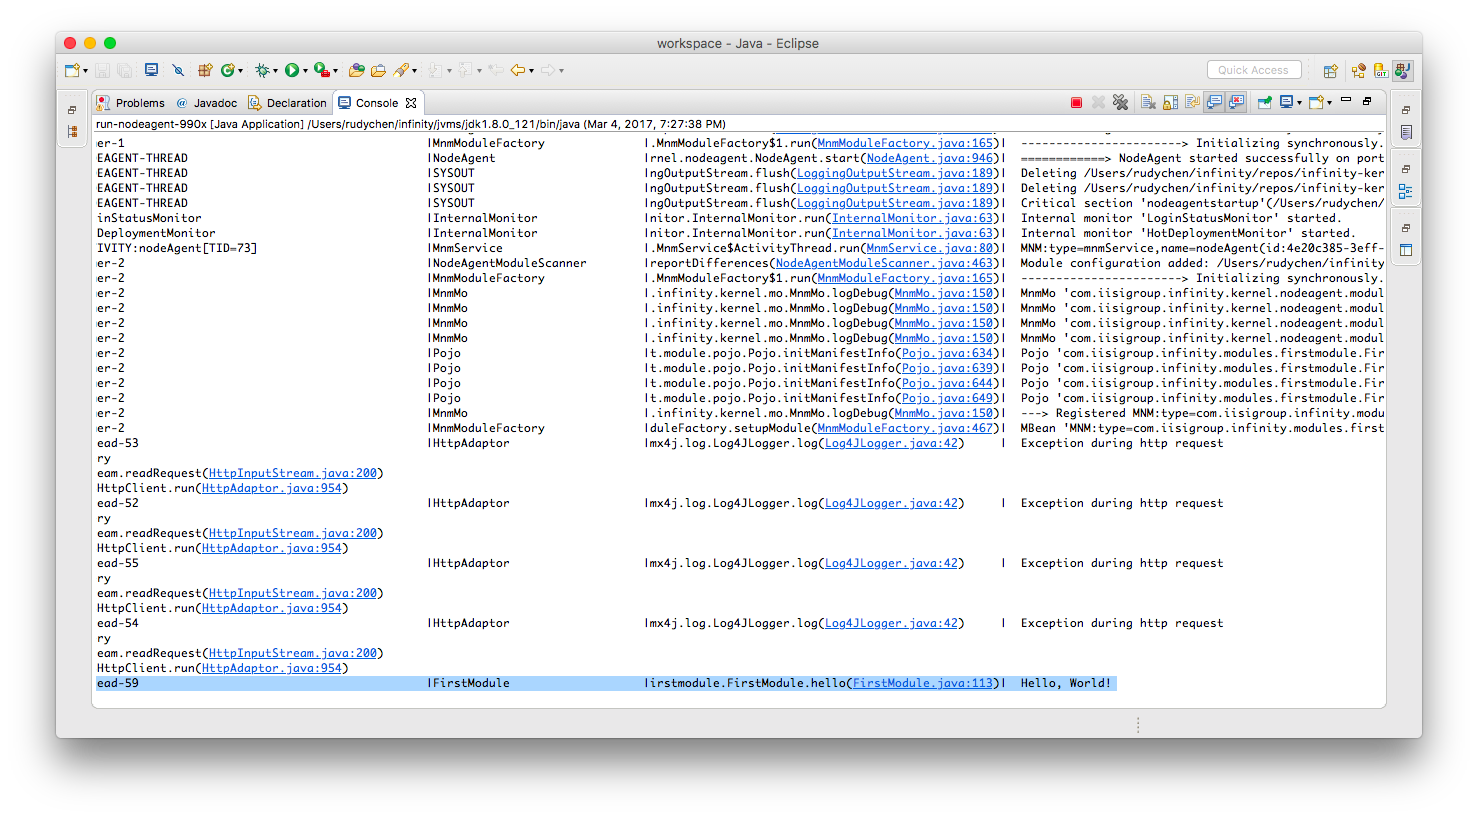 workspace - Java - Eclipse
Quick Access
Problems @ Javadoc Declaration Console
run-nodeagent-990x [Java Application] /Users/rudychen/infinity/jvms/jdk1.8.0_121/bin/java (Mar 4, 2017, 7:27:38 PM)
er-1 |MnmModuleFactory |.MnmModuleFactory$1.run(MnmModuleFactory.java:165)| -----------------------> Initializing synchronously.
EAGENT-THREAD |NodeAgent |rnel.nodeagent.NodeAgent.start(NodeAgent.java:946)| ============> NodeAgent started successfully on port
EAGENT-THREAD |SYSOUT |ngOutputStream.flush(LoggingOutputStream.java:189)| Deleting /Users/rudychen/infinity/repos/infinity-ker
EAGENT-THREAD |SYSOUT |ngOutputStream.flush(LoggingOutputStream.java:189)| Deleting /Users/rudychen/infinity/repos/infinity-ker
EAGENT-THREAD |SYSOUT |ngOutputStream.flush(LoggingOutputStream.java:189)| Critical section 'nodeagentstartup'(/Users/rudychen/
inStatusMonitor |InternalMonitor |nitor.InternalMonitor.run(InternalMonitor.java:63)| Internal monitor 'LoginStatusMonitor' started.
DeploymentMonitor |InternalMonitor |nitor.InternalMonitor.run(InternalMonitor.java:63)| Internal monitor 'HotDeploymentMonitor' started.
IVITY:nodeAgent[TID=73] |MnmService |.MnmService$ActivityThread.run(MnmService.java:80)| MNM:type=mnmService,name=nodeAgent(id:4e20c385-3eff-
er-2 |NodeAgentModuleScanner |reportDifferences(NodeAgentModuleScanner.java:463)| Module configuration added: /Users/rudychen/infinity
er-2 |MnmModuleFactory |.MnmModuleFactory$1.run(MnmModuleFactory.java:165)| -----------------------> Initializing synchronously.
er-2 |MnmMo |.infinity.kernel.mo.MnmMo.logDebug(MnmMo.java:150)| MnmMo 'com.iisigroup.infinity.kernel.nodeagent.modul
er-2 |MnmMo |.infinity.kernel.mo.MnmMo.logDebug(MnmMo.java:150)| MnmMo 'com.iisigroup.infinity.kernel.nodeagent.modul
er-2 |MnmMo |.infinity.kernel.mo.MnmMo.logDebug(MnmMo.java:150)| MnmMo 'com.iisigroup.infinity.kernel.nodeagent.modul
er-2 |MnmMo |.infinity.kernel.mo.MnmMo.logDebug(MnmMo.java:150)| MnmMo 'com.iisigroup.infinity.kernel.nodeagent.modul
er-2 |Pojo |t.module.pojo.Pojo.initManifestInfo(Pojo.java:634)| Pojo 'com.iisigroup.infinity.modules.firstmodule.Fir
er-2 |Pojo |t.module.pojo.Pojo.initManifestInfo(Pojo.java:639)| Pojo 'com.iisigroup.infinity.modules.firstmodule.Fir
er-2 |Pojo |t.module.pojo.Pojo.initManifestInfo(Pojo.java:644)| Pojo 'com.iisigroup.infinity.modules.firstmodule.Fir
er-2 |Pojo |t.module.pojo.Pojo.initManifestInfo(Pojo.java:649)| Pojo 'com.iisigroup.infinity.modules.firstmodule.Fir
er-2 |MnmMo |.infinity.kernel.mo.MnmMo.logDebug(MnmMo.java:150)| ---> Registered MNM:type=com.iisigroup.infinity.modu
er-2 |MnmModuleFactory |duleFactory.setupModule(MnmModuleFactory.java:467)| MBean 'MNM:type=com.iisigroup.infinity.modules.first
ead-53 |HttpAdaptor |mx4j.log.Log4JLogger.log(Log4JLogger.java:42) | Exception during http request
ry
eam.readRequest(HttpInputStream.java:200)
HttpClient.run(HttpAdaptor.java:954)
ead-52 |HttpAdaptor |mx4j.log.Log4JLogger.log(Log4JLogger.java:42) | Exception during http request
ry
eam.readRequest(HttpInputStream.java:200)
HttpClient.run(HttpAdaptor.java:954)
ead-55 |HttpAdaptor |mx4j.log.Log4JLogger.log(Log4JLogger.java:42) | Exception during http request
ry
eam.readRequest(HttpInputStream.java:200)
HttpClient.run(HttpAdaptor.java:954)
ead-54 |HttpAdaptor |mx4j.log.Log4JLogger.log(Log4JLogger.java:42) | Exception during http request
ry
eam.readRequest(HttpInputStream.java:200)
HttpClient.run(HttpAdaptor.java:954)
ead-59 |FirstModule |irstmodule.FirstModule.hello(FirstModule.java:113)| Hello, World!